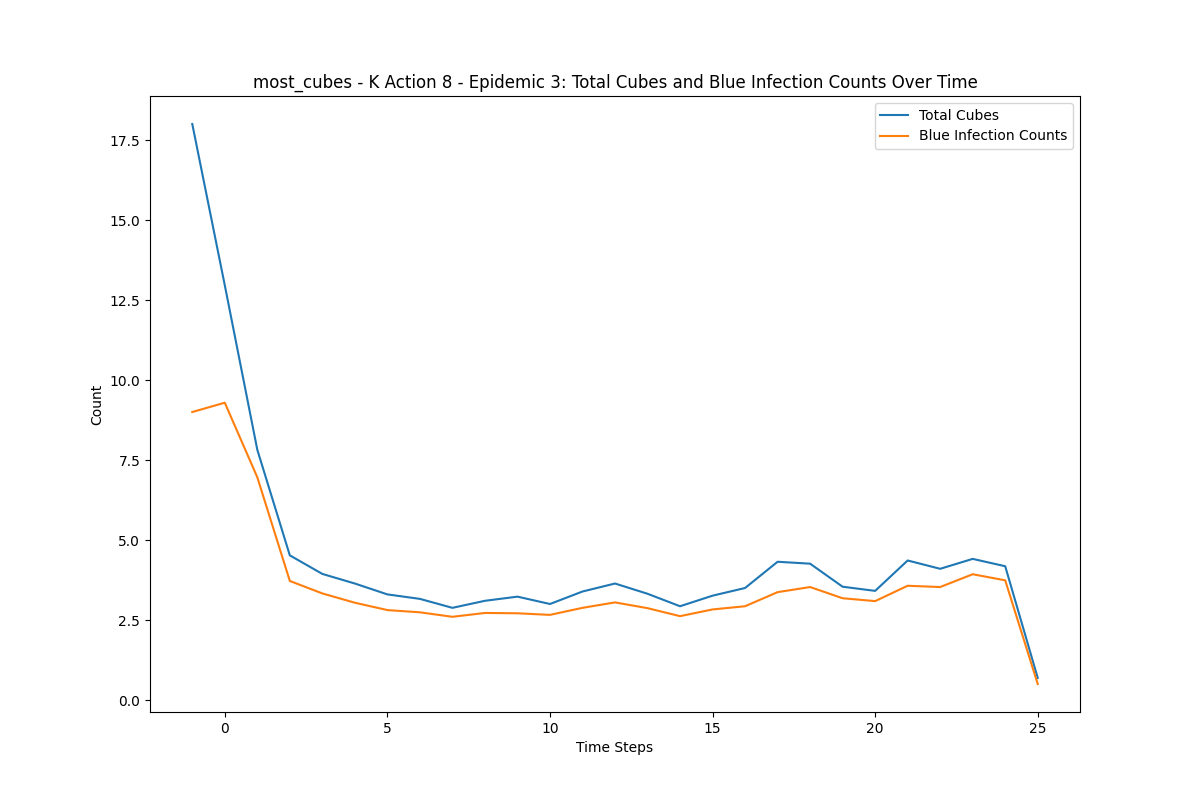 most_cubes - K Action 8 - Epidemic 3: Total Cubes and Blue Infection Counts Over Time
Total Cubes
Blue Infection Counts
17.5
15.0
12.5
10.0
7.5
5.0
2.5
0.0
Count
0 5 10 15 20 25
Time Steps